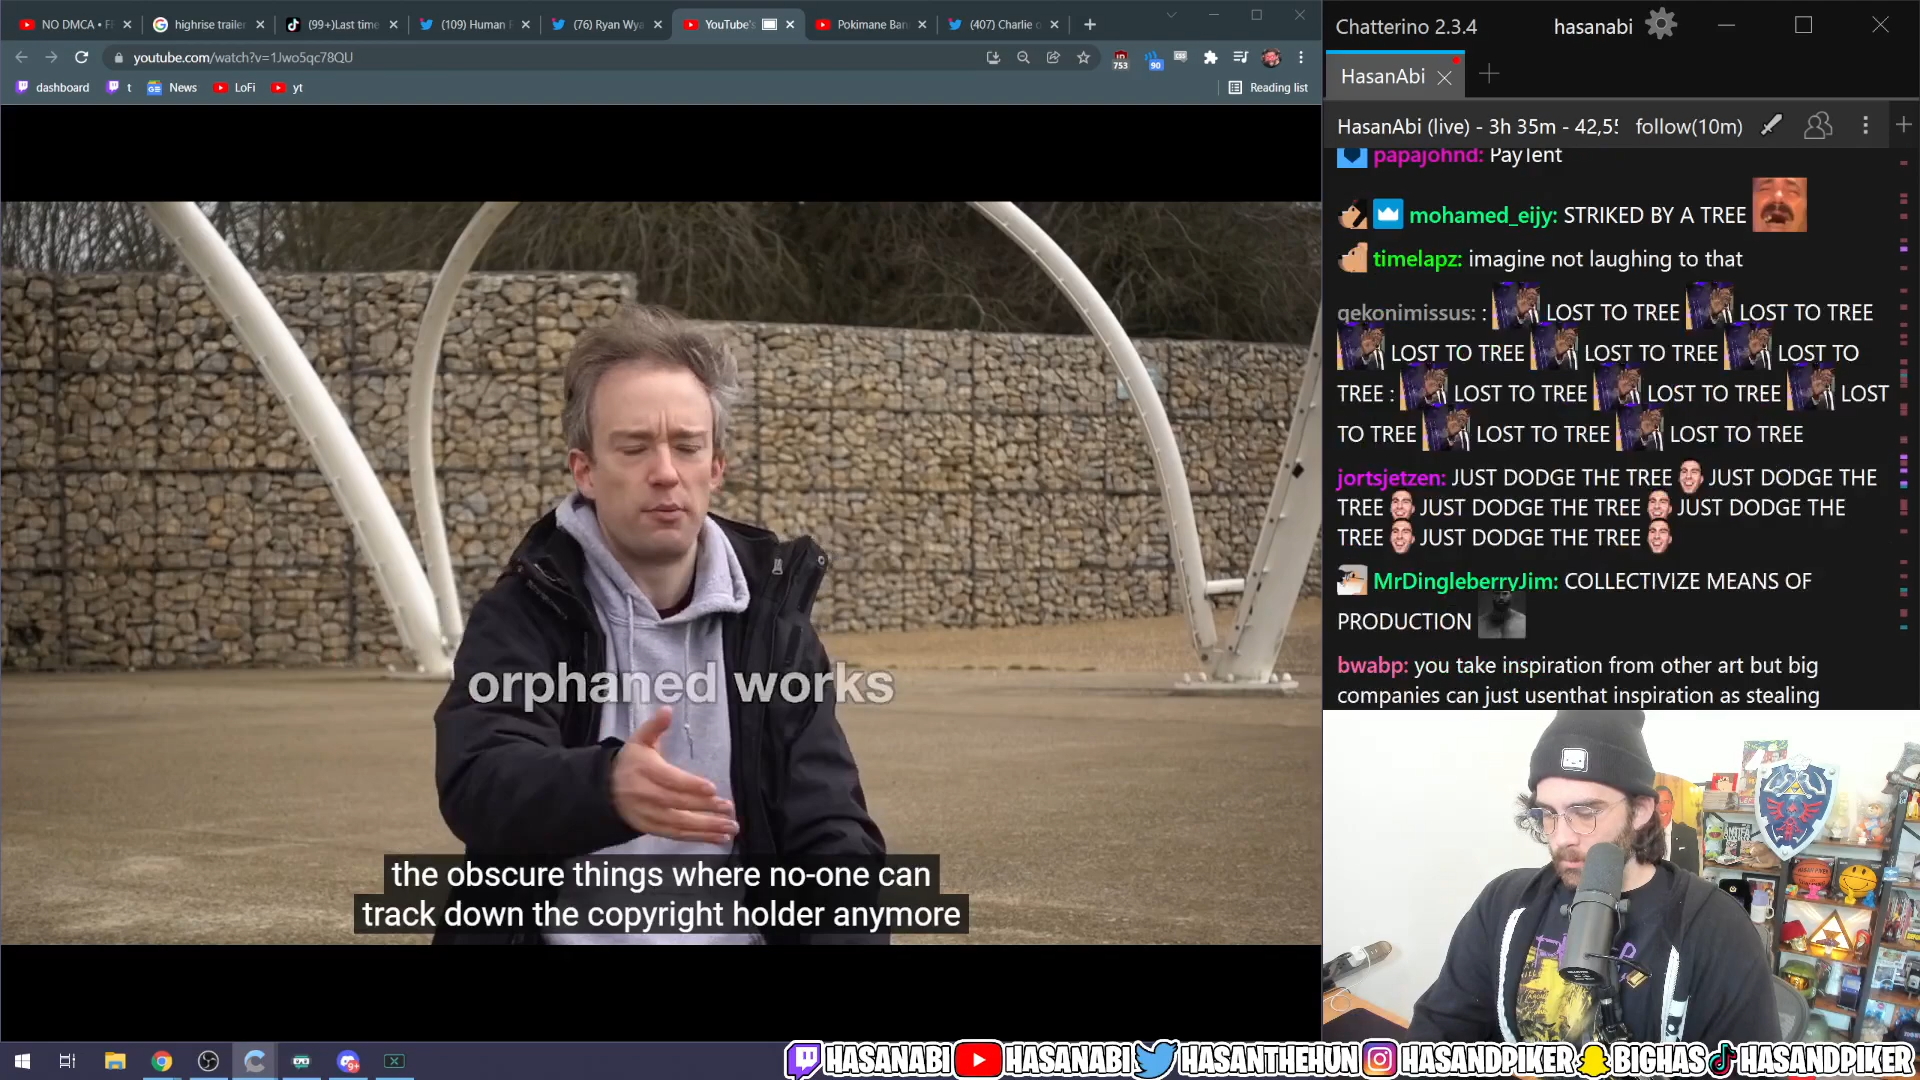 NO DMCA • F
highrise trailer
(99+)Last time
(109) Human R
(76) Ryan Wya
YouTube's
Pokimane Ban
(407) Charlie
youtube.com/watch?v=1Jwo5qc78QU
753
90
dashboard
t
News
LoFi
yt
Reading list
orphaned works
the obscure things where no-one can
track down the copyright holder anymore
Chatterino 2.3.4
hasanabi
HasanAbi
HasanAbi (live) - 3h 35m - 42,55
follow(10m)
papajohnd: PayTent
mohamed_eijy: STRIKED BY A TREE
timelapz: imagine not laughing to that
qekonimissus: : LOST TO TREE LOST TO TREE
LOST TO TREE LOST TO TREE LOST TO
TREE : LOST TO TREE LOST TO TREE LOST
TO TREE LOST TO TREE LOST TO TREE
jortsjetzen: JUST DODGE THE TREE JUST DODGE THE
TREE JUST DODGE THE TREE JUST DODGE THE
TREE JUST DODGE THE TREE
MrDingleberryJim: COLLECTIVIZE MEANS OF
PRODUCTION
bwabp: you take inspiration from other art but big
companies can just usenthat inspiration as stealing
HASANABI HASANABI HASANTHEHUN HASANDPIKER BIGHAS HASANDPIKER